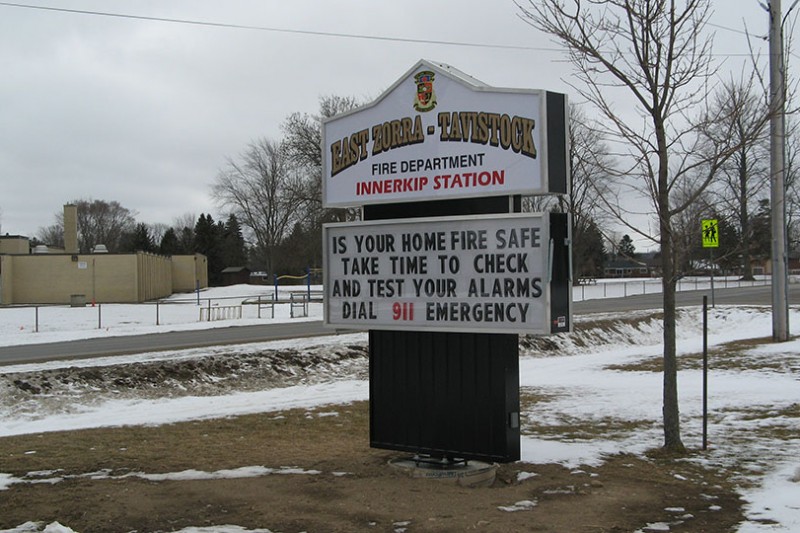 EAST ZORRA - TAVISTOCK
FIRE DEPARTMENT
INNERKIP STATION
IS YOUR HOME FIRE SAFE
TAKE TIME TO CHECK
AND TEST YOUR ALARMS
DIAL 911 EMERGENCY